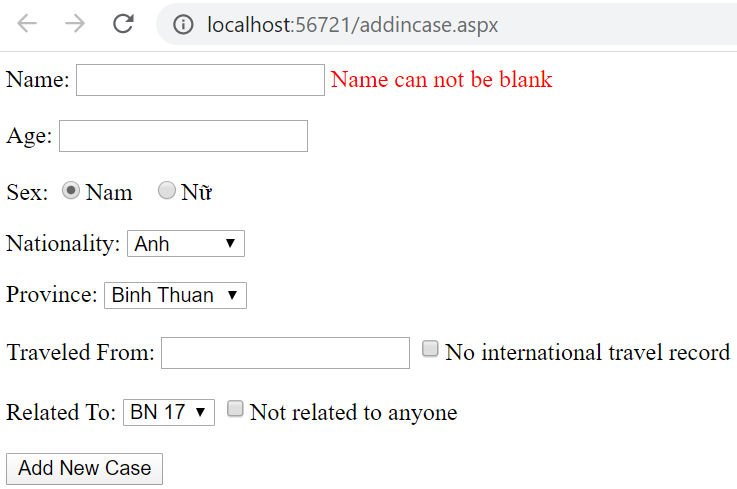 localhost:56721/addincase.aspx
Name: Name can not be blank
Age:
Sex: Nam Nữ
Nationality: Anh
Province: Binh Thuan
Traveled From: No international travel record
Related To: BN 17 Not related to anyone
Add New Case